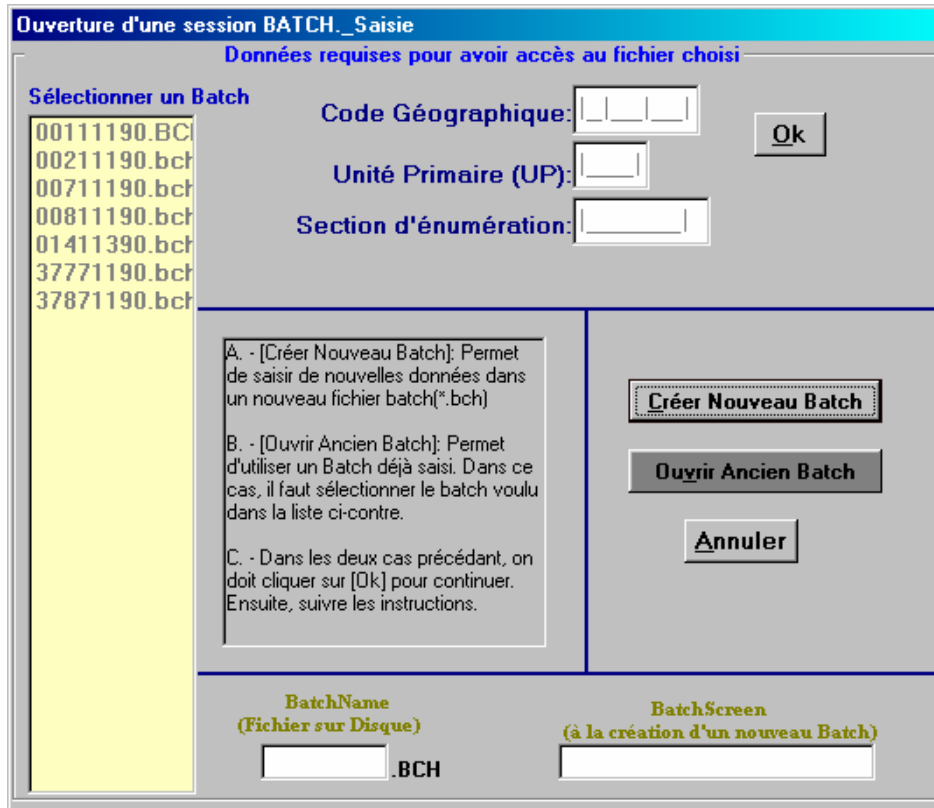 Ouverture d'une session BATCH._Saisie
Données requises pour avoir accès au fichier choisi
Sélectionner un Batch
00111190.BCH
00211190.bch
00711190.bch
00811190.bch
01411390.bch
37771190.bch
37871190.bch
Code Géographique:
Unité Primaire (UP):
Section d'énumération:
Ok
A. - [Créer Nouveau Batch]: Permet
de saisir de nouvelles données dans
un nouveau fichier batch(*.bch)
B. - [Ouvrir Ancien Batch]: Permet
d'utiliser un Batch déjà saisi. Dans ce
cas, il faut sélectionner le batch voulu
dans la liste ci-contre.
C. - Dans les deux cas précédant, on
doit cliquer sur [Ok] pour continuer.
Ensuite, suivre les instructions.
Créer Nouveau Batch
Ouvrir Ancien Batch
Annuler
BatchName
(Fichier sur Disque)
.BCH
BatchScreen
(à la création d'un nouveau Batch)